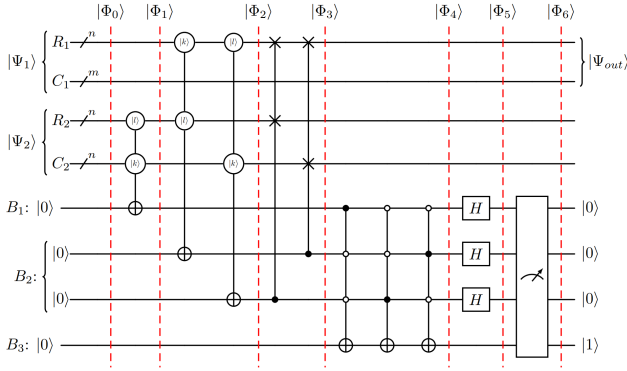 |Φ₀⟩ |Φ₁⟩ |Φ₂⟩ |Φ₃⟩ |Φ₄⟩ |Φ₅⟩ |Φ₆⟩
|Ψ₁⟩ R₁ n |k⟩ |l⟩ |Ψout⟩
C₁ m
|Ψ₂⟩ R₂ n |l⟩ |l⟩
C₂ n |k⟩ |k⟩
B₁: |0⟩ H |0⟩
B₂: |0⟩ H |0⟩
|0⟩ H |0⟩
B₃: |0⟩ |1⟩